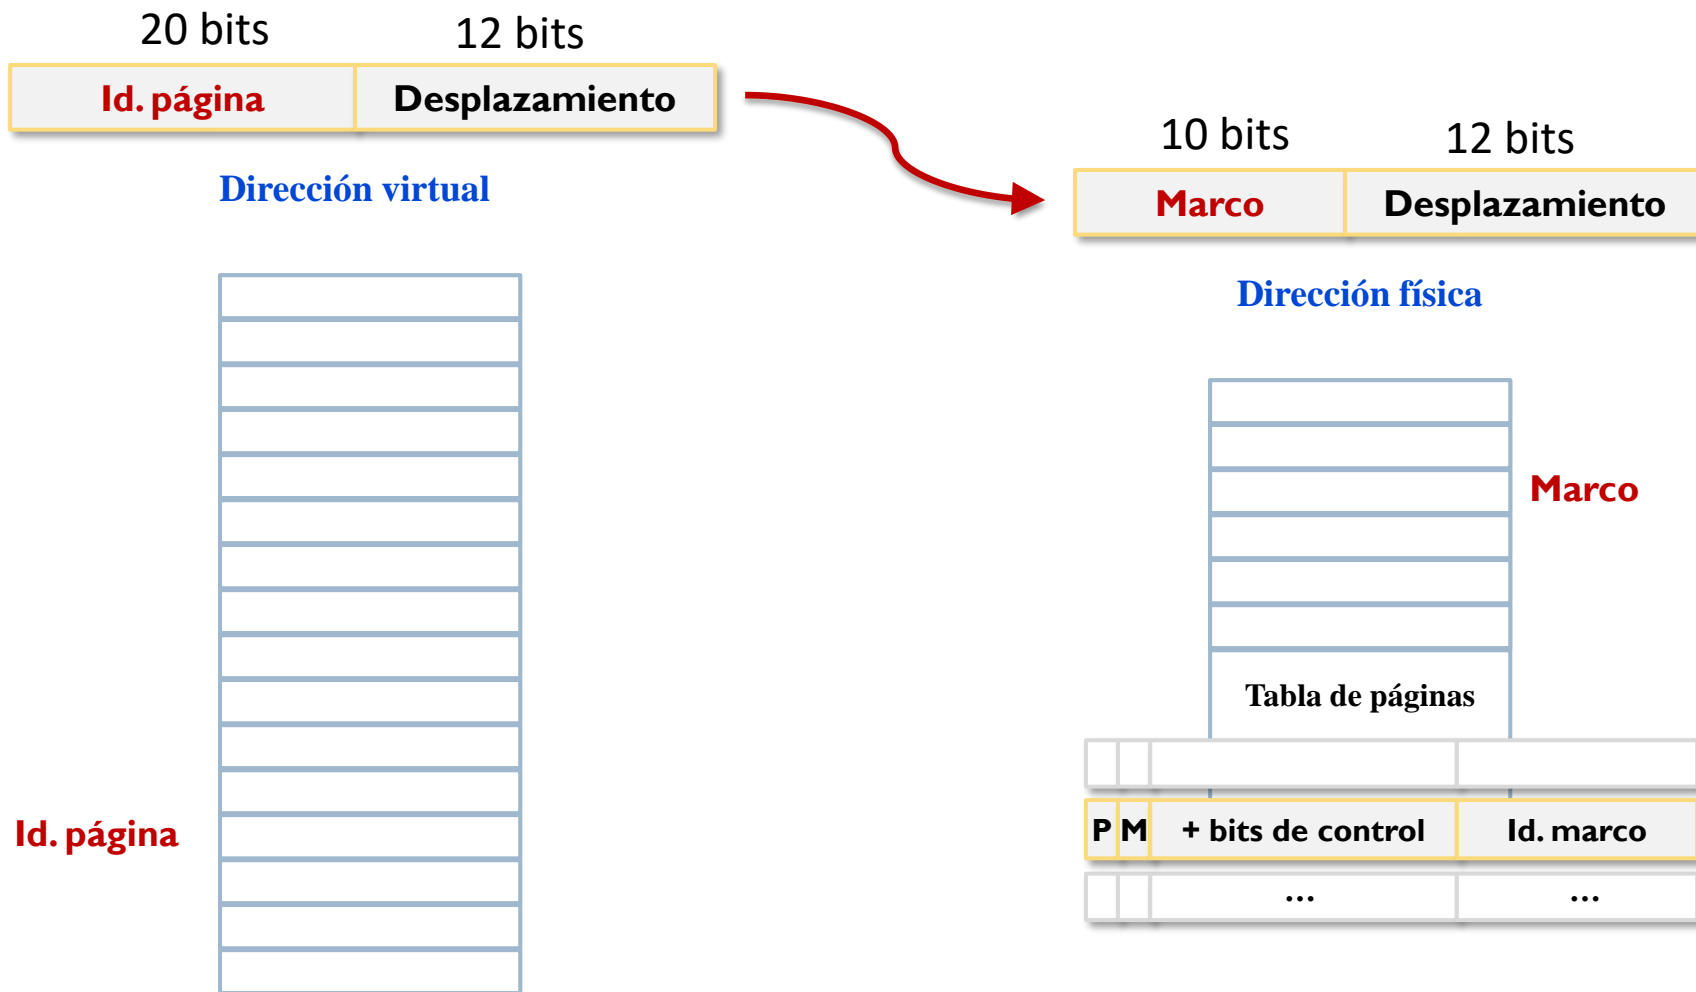 20 bits 12 bits
Id. página Desplazamiento
Dirección virtual
10 bits 12 bits
Marco Desplazamiento
Dirección física
Marco
Tabla de páginas
Id. página
P M + bits de control Id. marco
... ...